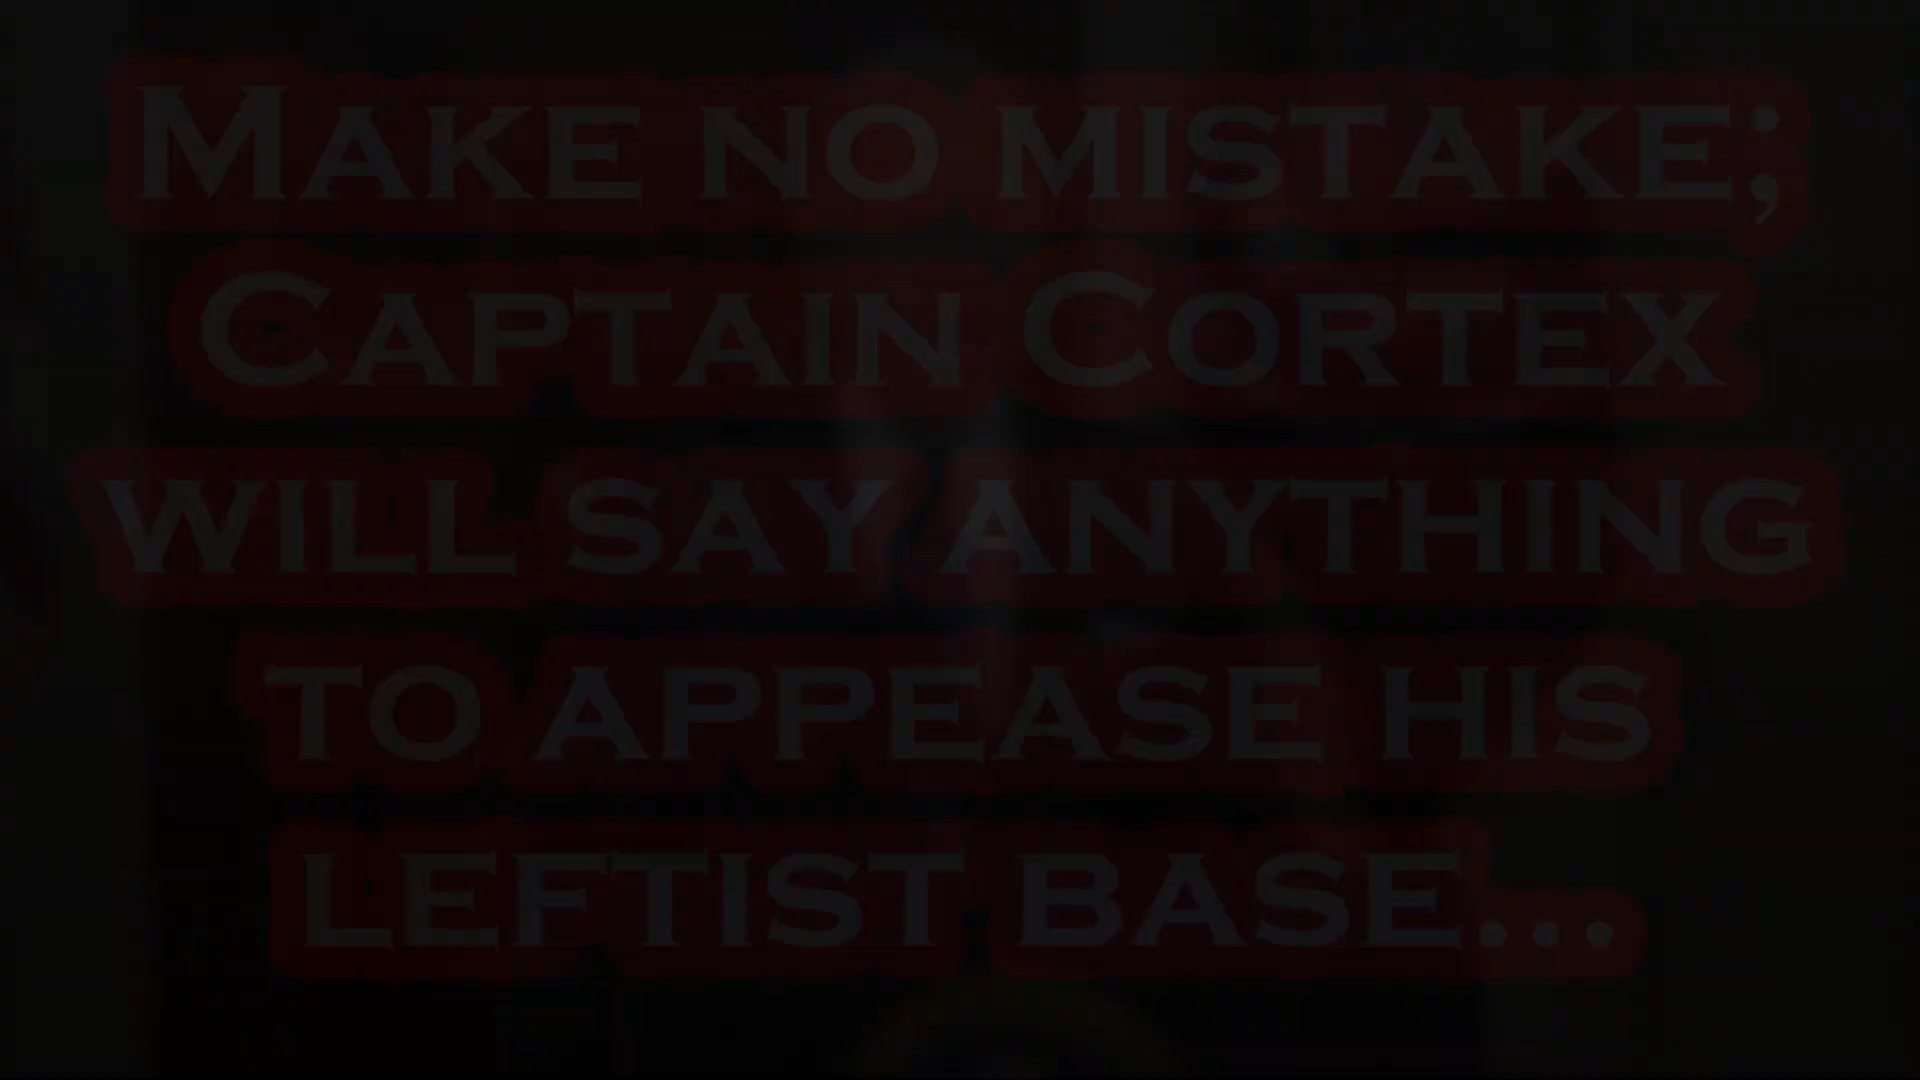 Make no mistake;
Captain Cortex
will say anything
to appease his
leftist base...